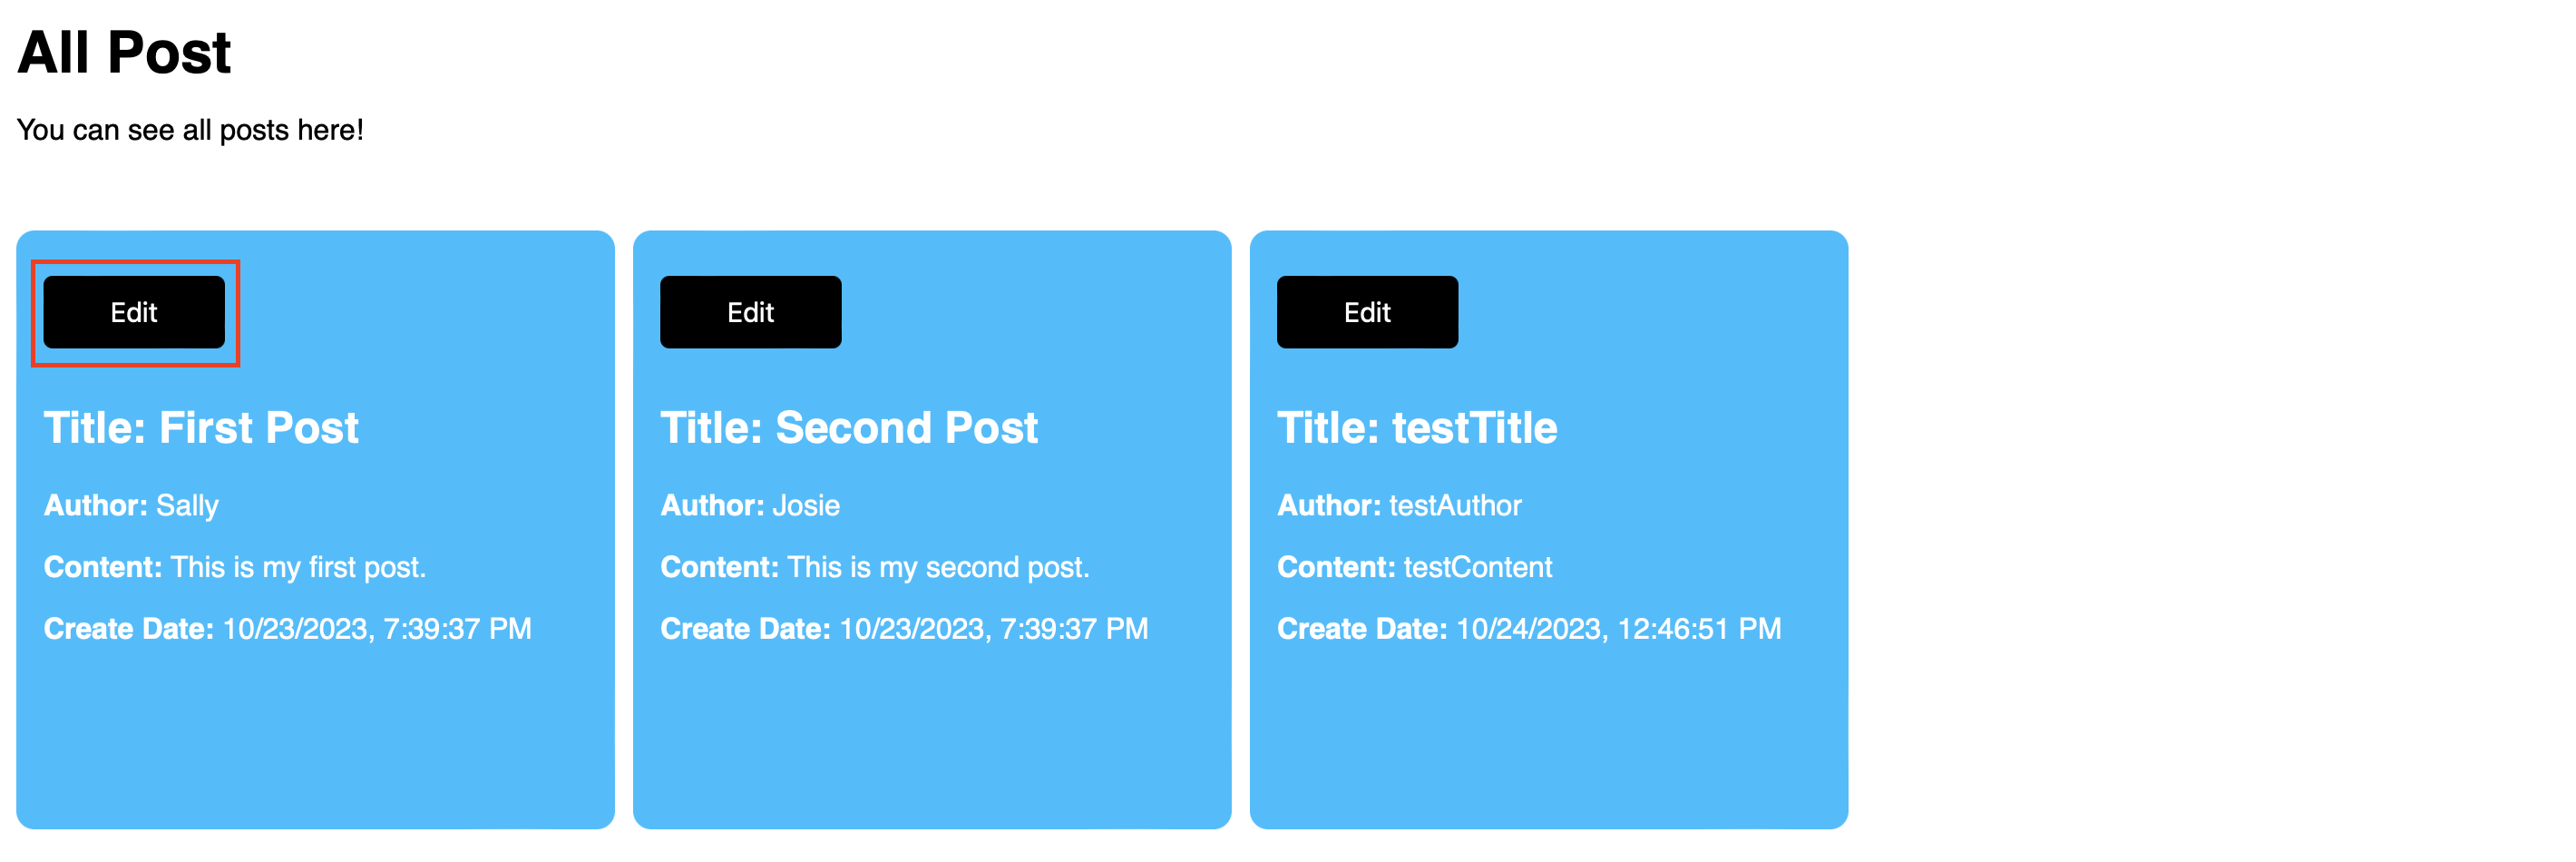 All Post
You can see all posts here!
Edit
Title: First Post
Author: Sally
Content: This is my first post.
Create Date: 10/23/2023, 7:39:37 PM
Edit
Title: Second Post
Author: Josie
Content: This is my second post.
Create Date: 10/23/2023, 7:39:37 PM
Edit
Title: testTitle
Author: testAuthor
Content: testContent
Create Date: 10/24/2023, 12:46:51 PM